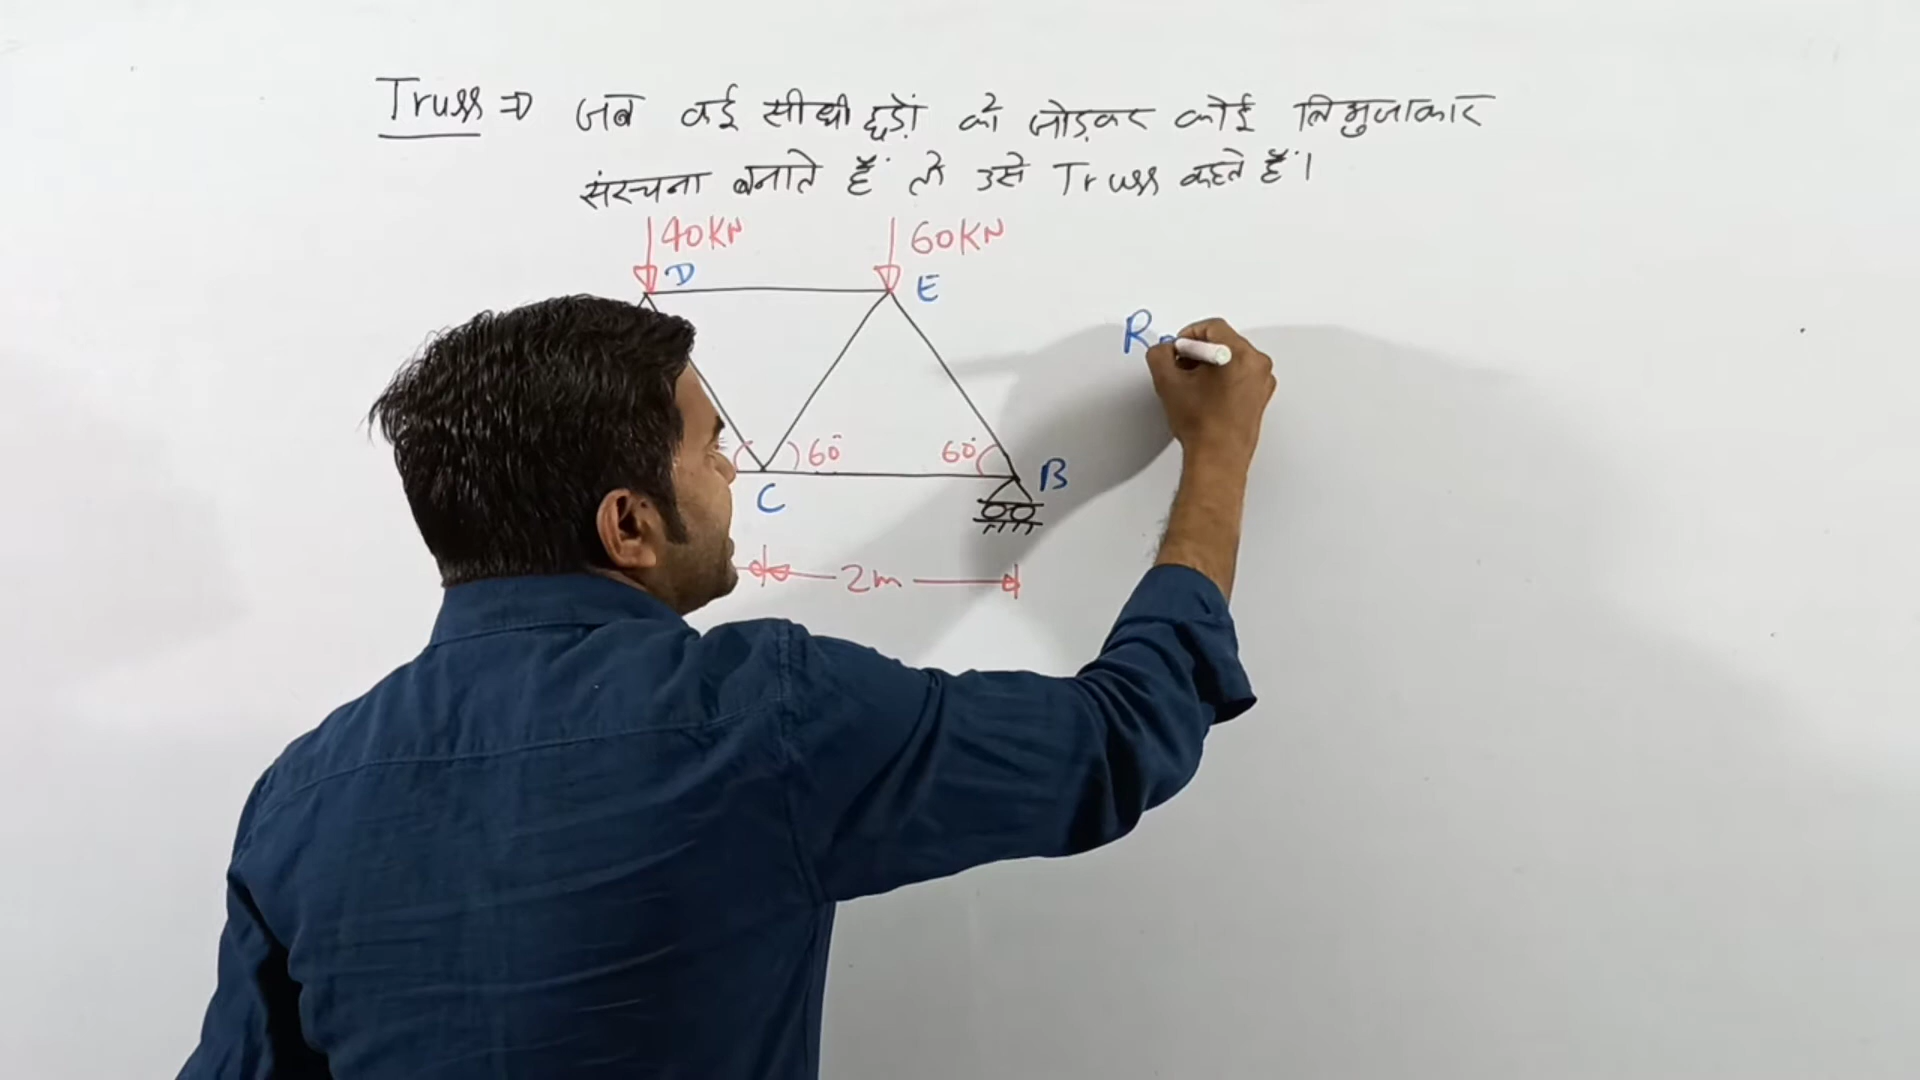 Truss ⇒ जब कई सीधी छड़ों को जोड़कर कोई त्रिभुजाकार
संरचना बनाते हैं तो उसे Truss कहते हैं।
40KN
60KN
D
E
R
60°
60°
B
C
2m